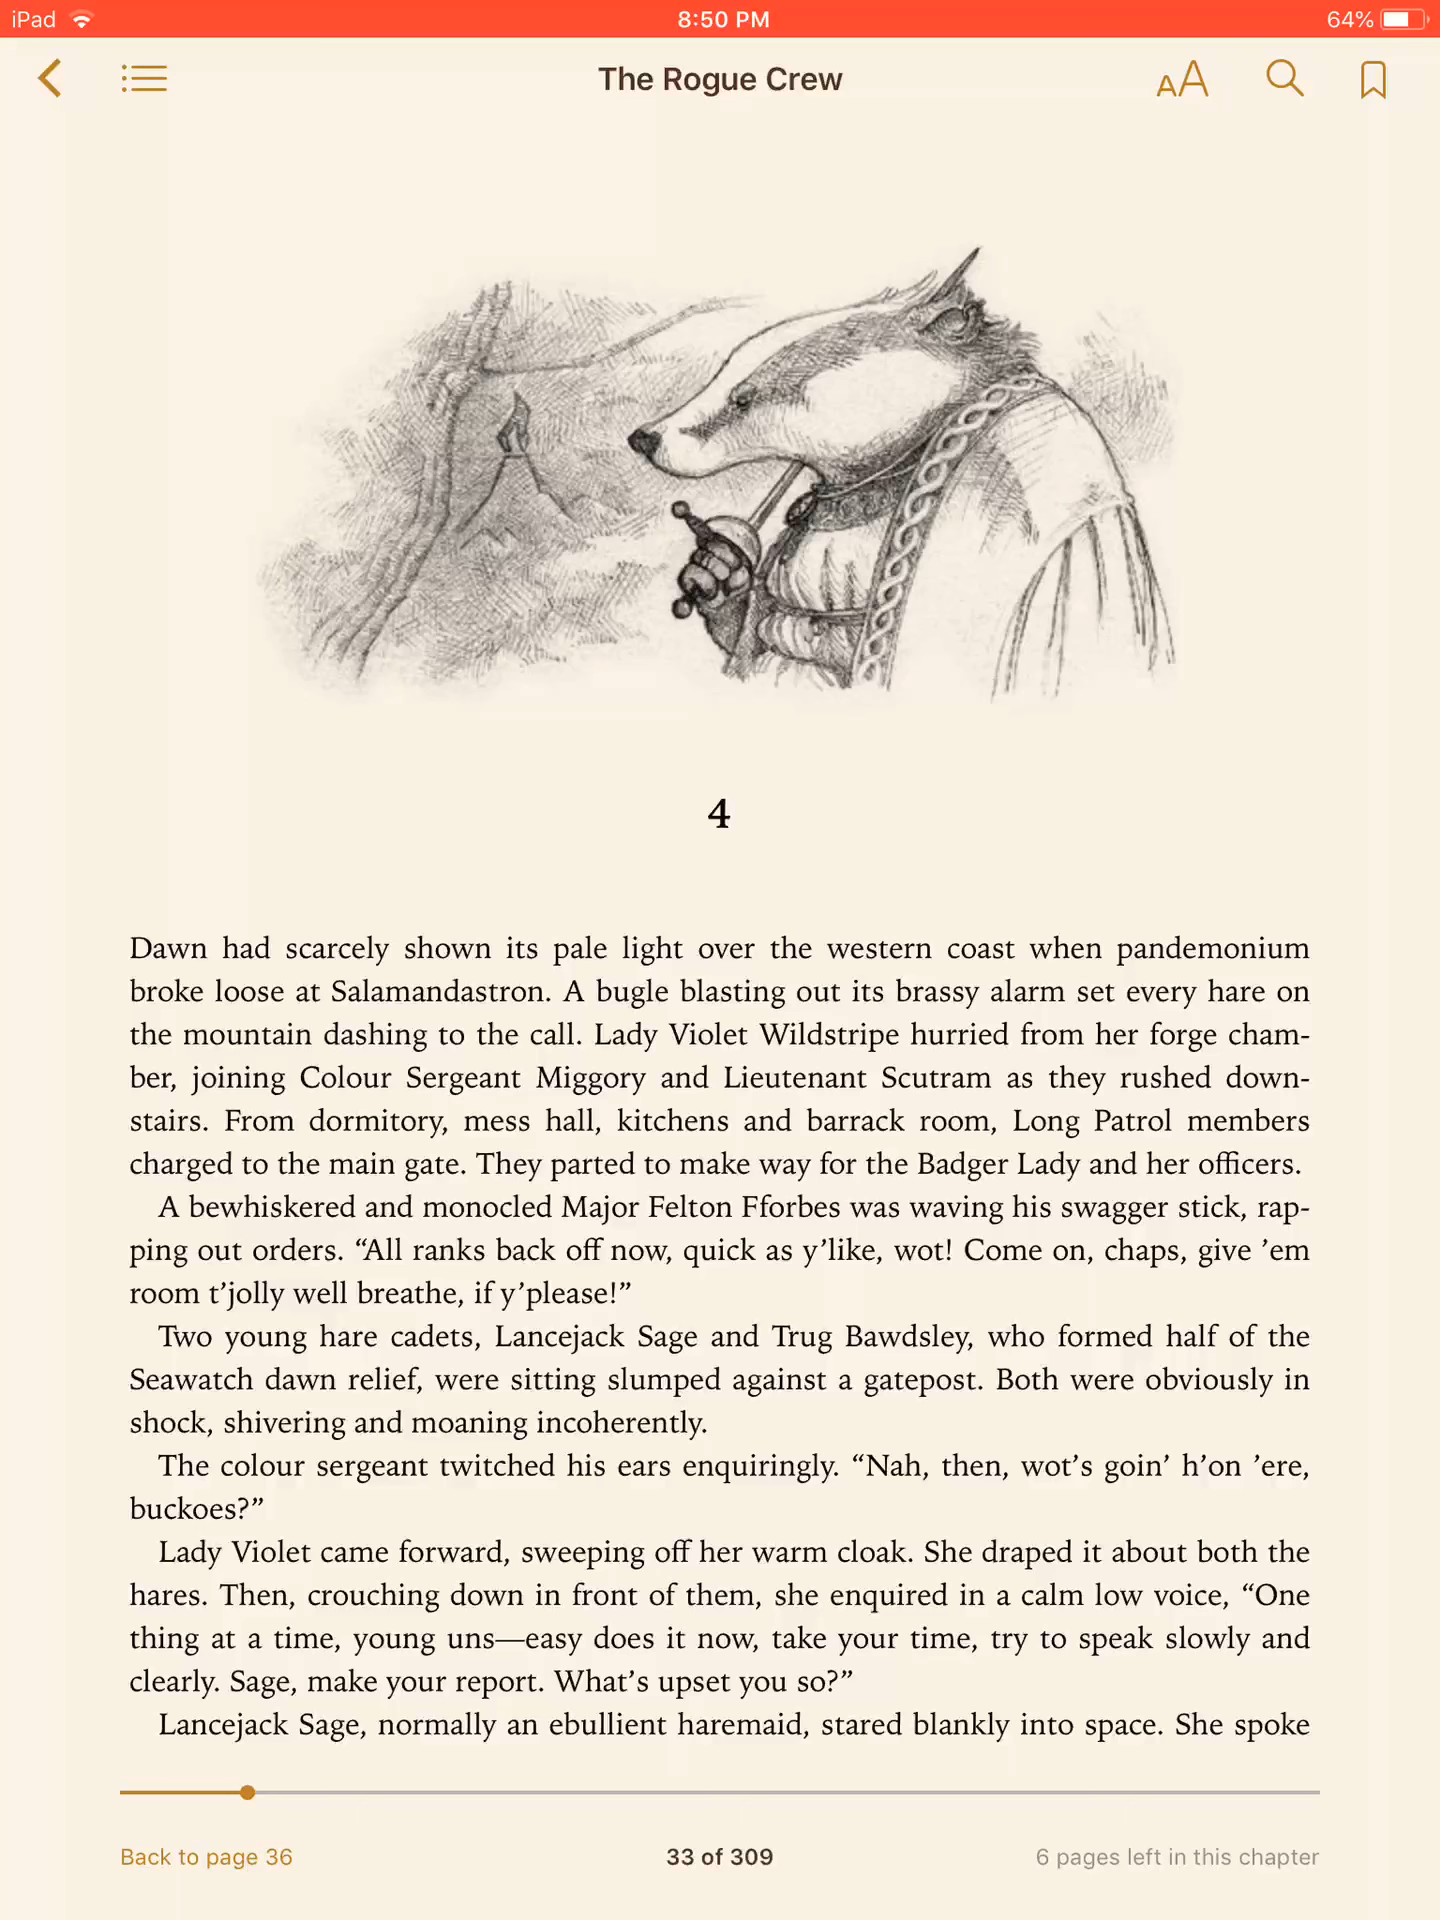 iPad 8:50 PM 64%
The Rogue Crew AA
4
Dawn had scarcely shown its pale light over the western coast when pandemonium
broke loose at Salamandastron. A bugle blasting out its brassy alarm set every hare on
the mountain dashing to the call. Lady Violet Wildstripe hurried from her forge cham-
ber, joining Colour Sergeant Miggory and Lieutenant Scutram as they rushed down-
stairs. From dormitory, mess hall, kitchens and barrack room, Long Patrol members
charged to the main gate. They parted to make way for the Badger Lady and her officers.
A bewhiskered and monocled Major Felton Fforbes was waving his swagger stick, rap-
ping out orders. “All ranks back off now, quick as y’like, wot! Come on, chaps, give ’em
room t’jolly well breathe, if y’please!”
Two young hare cadets, Lancejack Sage and Trug Bawdsley, who formed half of the
Seawatch dawn relief, were sitting slumped against a gatepost. Both were obviously in
shock, shivering and moaning incoherently.
The colour sergeant twitched his ears enquiringly. “Nah, then, wot’s goin’ h’on ’ere,
buckoes?”
Lady Violet came forward, sweeping off her warm cloak. She draped it about both the
hares. Then, crouching down in front of them, she enquired in a calm low voice, “One
thing at a time, young uns—easy does it now, take your time, try to speak slowly and
clearly. Sage, make your report. What’s upset you so?”
Lancejack Sage, normally an ebullient haremaid, stared blankly into space. She spoke
Back to page 36 33 of 309 6 pages left in this chapter